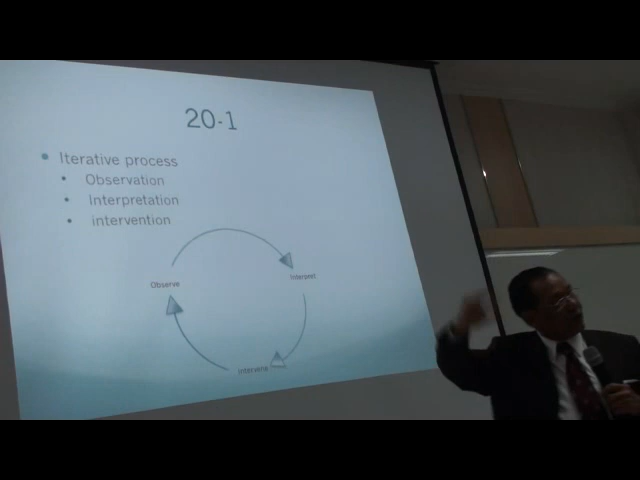 20-1
• Iterative process
• Observation
• Interpretation
• intervention
Observe
Interpret
intervene